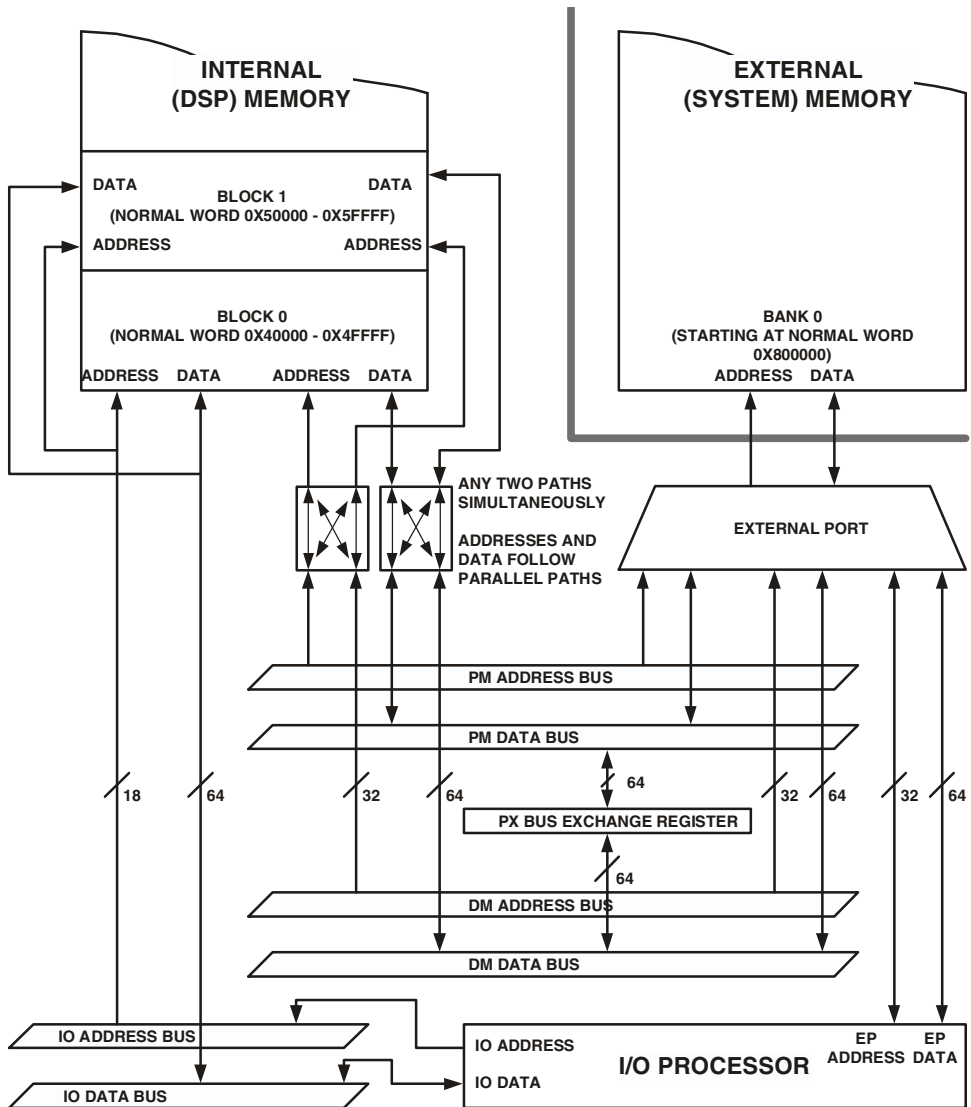 INTERNAL
(DSP) MEMORY
EXTERNAL
(SYSTEM) MEMORY
DATA
DATA
BLOCK 1
(NORMAL WORD 0X50000 - 0X5FFFF)
ADDRESS
ADDRESS
BLOCK 0
(NORMAL WORD 0X40000 - 0X4FFFF)
ADDRESS DATA ADDRESS DATA
BANK 0
(STARTING AT NORMAL WORD
0X800000)
ADDRESS DATA
ANY TWO PATHS
SIMULTANEOUSLY
ADDRESSES AND
DATA FOLLOW
PARALLEL PATHS
EXTERNAL PORT
PM ADDRESS BUS
PM DATA BUS
18
64
32
64
64
32
64
32
64
PX BUS EXCHANGE REGISTER
64
DM ADDRESS BUS
DM DATA BUS
IO ADDRESS BUS
IO DATA BUS
IO ADDRESS
IO DATA
I/O PROCESSOR
EP
ADDRESS
EP
DATA